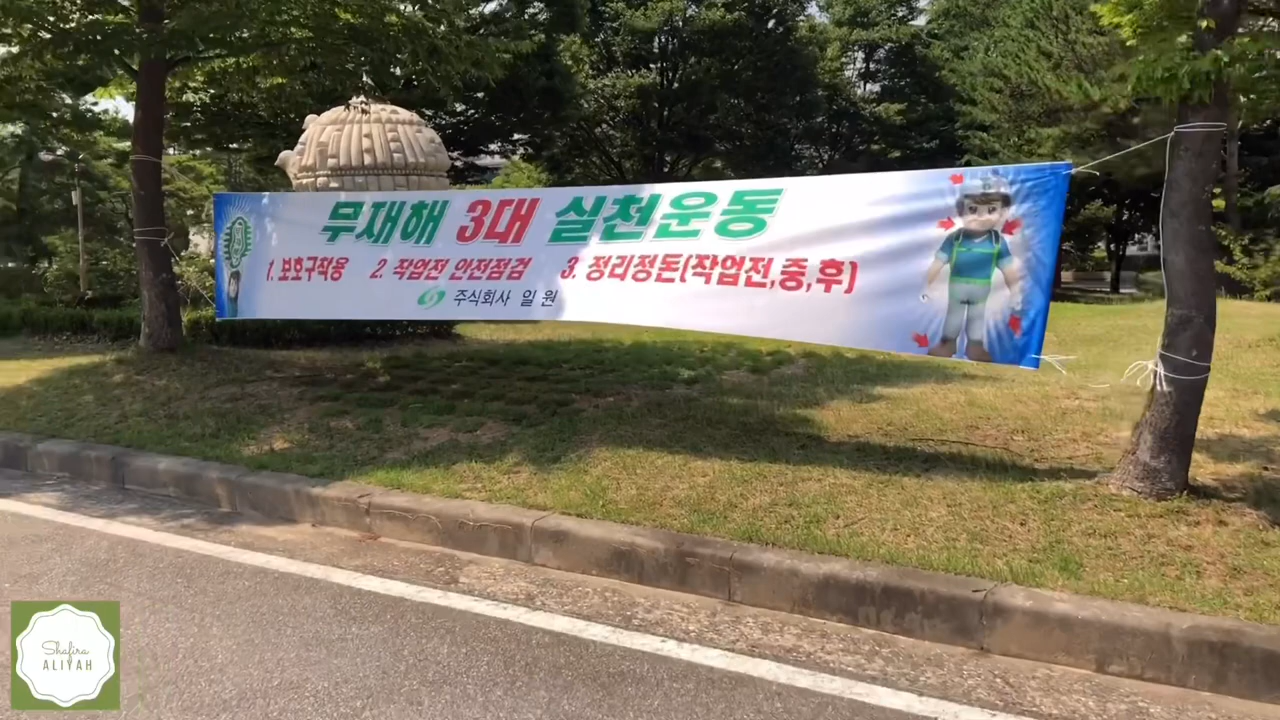 무재해 3대 실천운동
1. 보호구착용 2. 작업전 안전점검 3. 정리정돈(작업전,중,후)
주식회사 일원
Shafira
ALIYAH